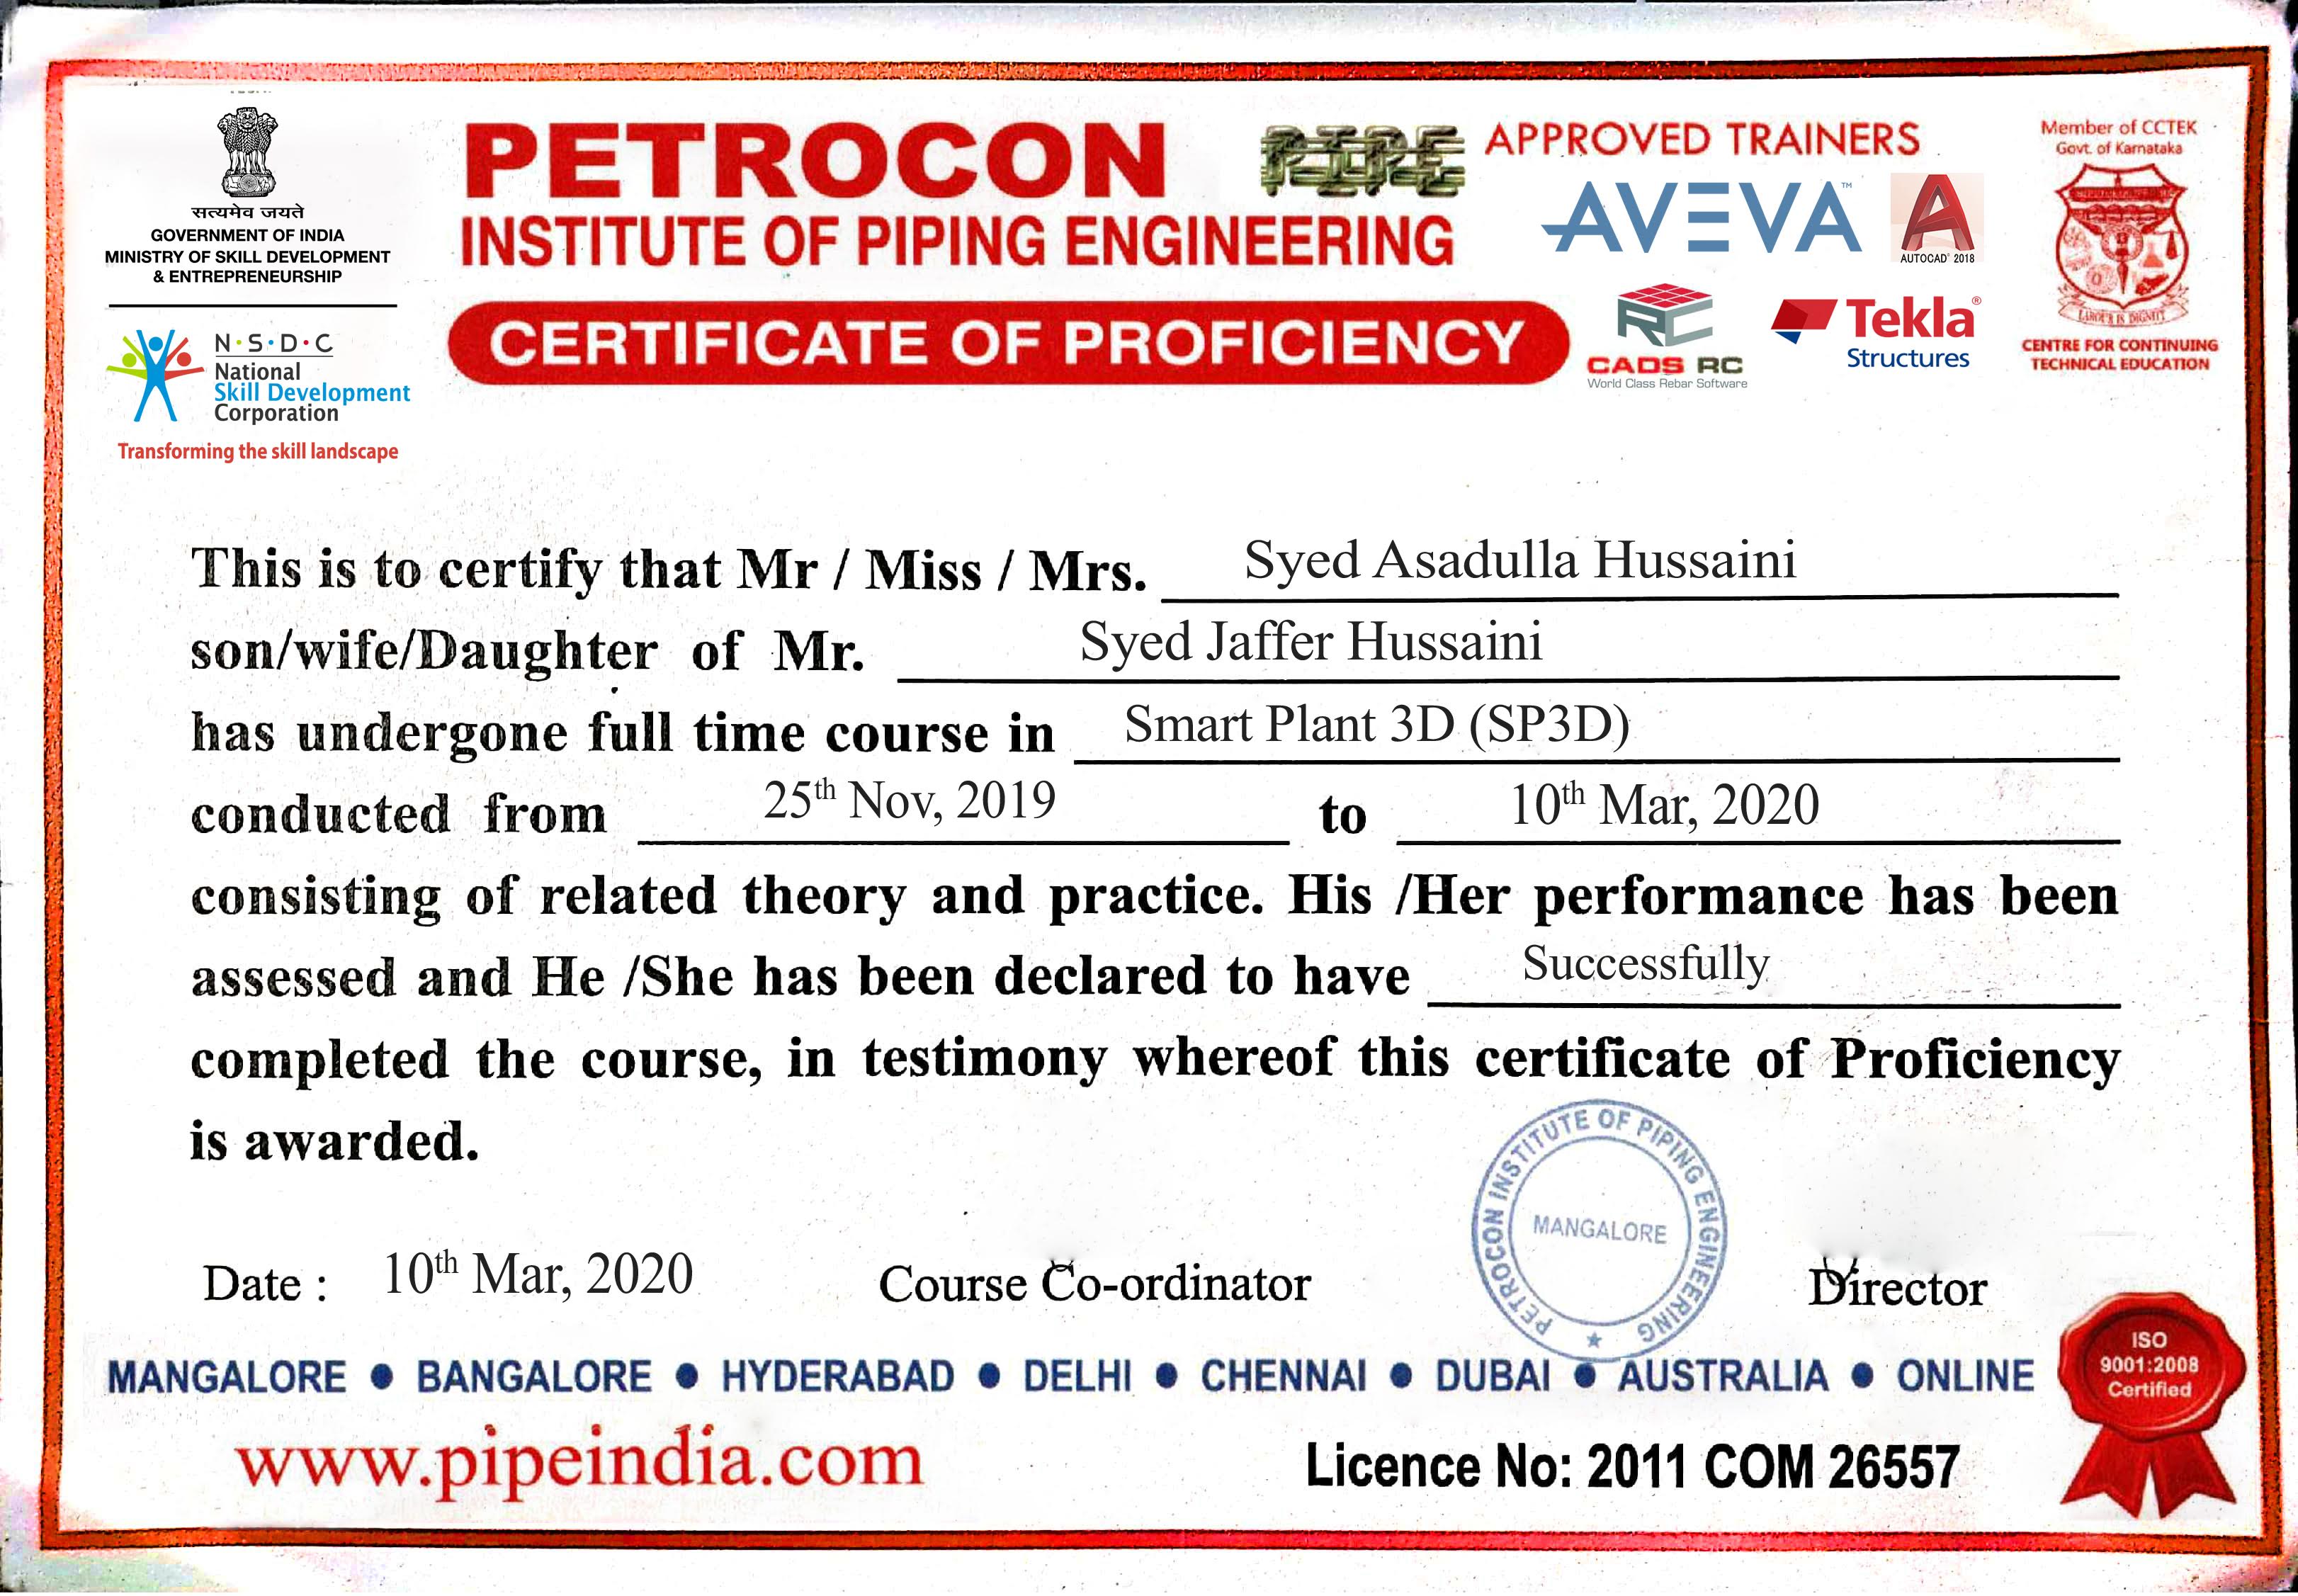 सत्यमेव जयते
GOVERNMENT OF INDIA
MINISTRY OF SKILL DEVELOPMENT
& ENTREPRENEURSHIP
N·S·D·C
National
Skill Development
Corporation
Transforming the skill landscape
PETROCON
INSTITUTE OF PIPING ENGINEERING
CERTIFICATE OF PROFICIENCY
PIPE
APPROVED TRAINERS
AVEVA™
AUTOCAD® 2018
RC
CADS RC
World Class Rebar Software
Tekla®
Structures
Member of CCTEK
Govt. of Karnataka
LABOUR IS DIGNITY
CENTRE FOR CONTINUING
TECHNICAL EDUCATION
This is to certify that Mr / Miss / Mrs. Syed Asadulla Hussaini
son/wife/Daughter of Mr. Syed Jaffer Hussaini
has undergone full time course in Smart Plant 3D (SP3D)
conducted from 25th Nov, 2019 to 10th Mar, 2020
consisting of related theory and practice. His /Her performance has been
assessed and He /She has been declared to have Successfully
completed the course, in testimony whereof this certificate of Proficiency
is awarded.
PETROCON INSTITUTE OF PIPING ENGINEERING
MANGALORE
Date : 10th Mar, 2020 Course Co-ordinator Director
MANGALORE ● BANGALORE ● HYDERABAD ● DELHI ● CHENNAI ● DUBAI ● AUSTRALIA ● ONLINE
ISO
9001:2008
Certified
www.pipeindia.com
Licence No: 2011 COM 26557